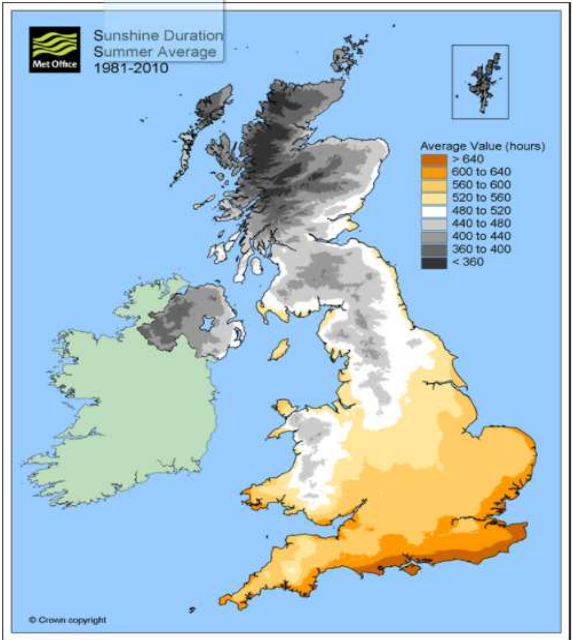 Met Office
Sunshine Duration
Summer Average
1981-2010
Average Value (hours)
> 640
600 to 640
560 to 600
520 to 560
480 to 520
440 to 480
400 to 440
360 to 400
< 360
© Crown copyright